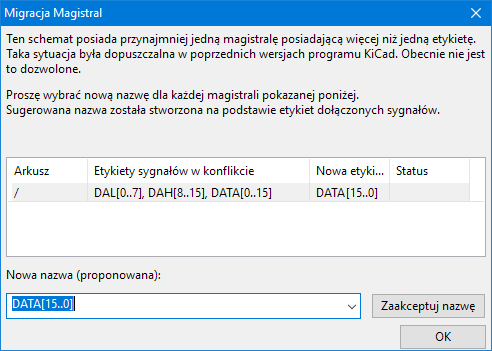 Migracja Magistral
Ten schemat posiada przynajmniej jedną magistralę posiadającą więcej niż jedną etykietę.
Taka sytuacja była dopuszczalna w poprzednich wersjach programu KiCad. Obecnie nie jest
to dozwolone.
Proszę wybrać nową nazwę dla każdej magistrali pokazanej poniżej.
Sugerowana nazwa została stworzona na podstawie etykiet dołączonych sygnałów.
Arkusz Etykiety sygnałów w konflikcie Nowa etyki... Status
/ DAL[0..7], DAH[8..15], DATA[0..15] DATA[15..0]
Nowa nazwa (proponowana):
DATA[15..0] Zaakceptuj nazwę
OK